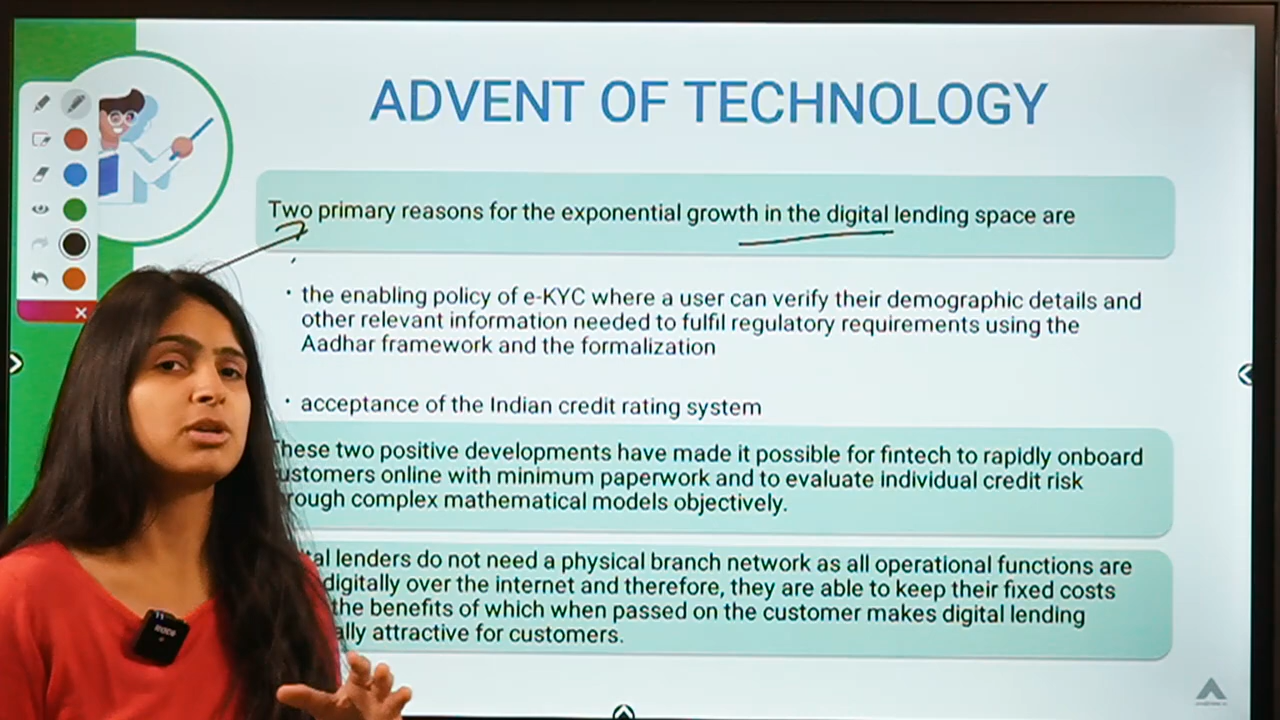 ADVENT OF TECHNOLOGY
Two primary reasons for the exponential growth in the digital lending space are
· the enabling policy of e-KYC where a user can verify their demographic details and
other relevant information needed to fulfil regulatory requirements using the
Aadhar framework and the formalization
· acceptance of the Indian credit rating system
These two positive developments have made it possible for fintech to rapidly onboard
customers online with minimum paperwork and to evaluate individual credit risk
through complex mathematical models objectively.
lenders do not need a physical branch network as all operational functions are
digitally over the internet and therefore, they are able to keep their fixed costs
the benefits of which when passed on the customer makes digital lending
attractive for customers.